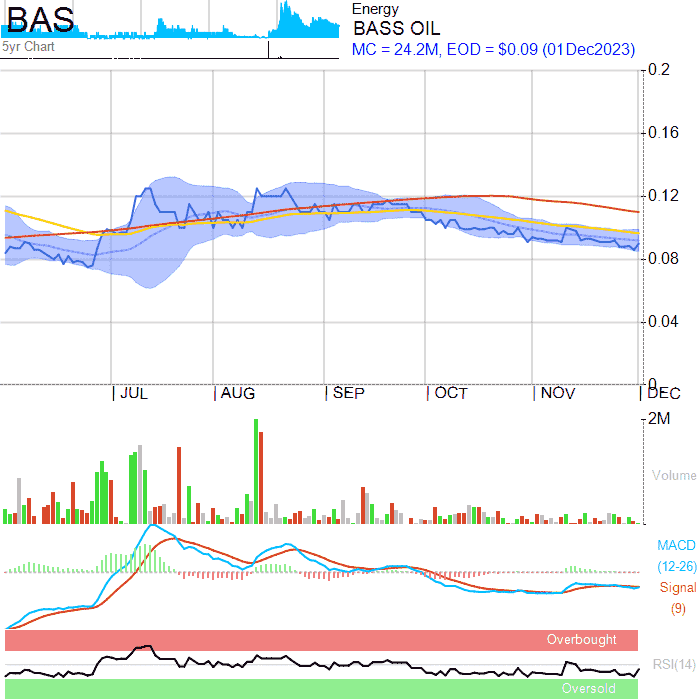 BAS
5yr Chart
Energy
BASS OIL
MC = 24.2M, EOD = $0.09 (01Dec2023)
0.2
0.16
0.12
0.08
0.04
0
JUL AUG SEP OCT NOV DEC
2M
Volume
MACD
(12-26)
Signal
(9)
Overbought
RSI(14)
Oversold